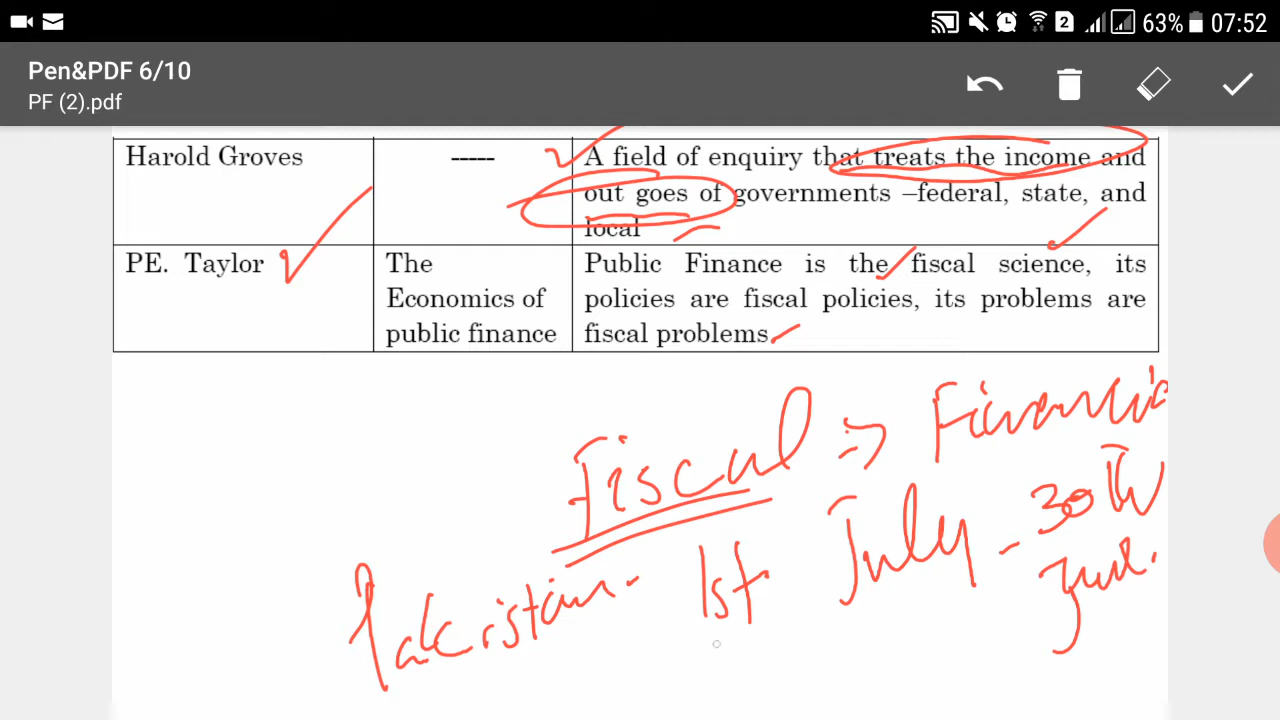 63% 07:52
Pen&PDF 6/10
PF (2).pdf
Harold Groves ----- A field of enquiry that treats the income and
out goes of governments –federal, state, and
local
PE. Taylor The Public Finance is the fiscal science, its
Economics of policies are fiscal policies, its problems are
public finance fiscal problems
Fiscal => Financia
Pakistan - 1st July - 30th
June.